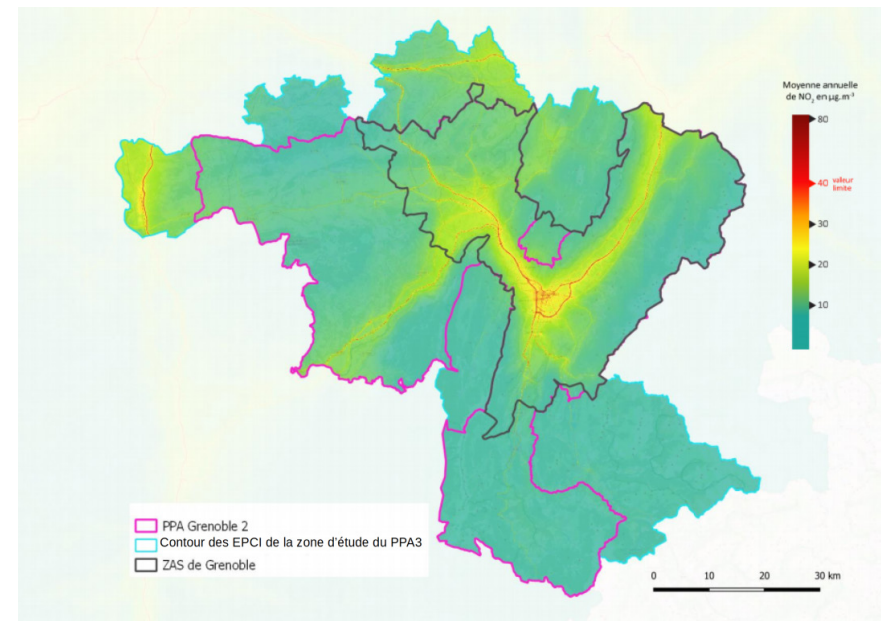 Moyenne annuelle
de NO₂ en µg.m⁻³
80
40 valeur
limite
30
20
10
PPA Grenoble 2
Contour des EPCI de la zone d'étude du PPA3
ZAS de Grenoble
0 10 20 30 km